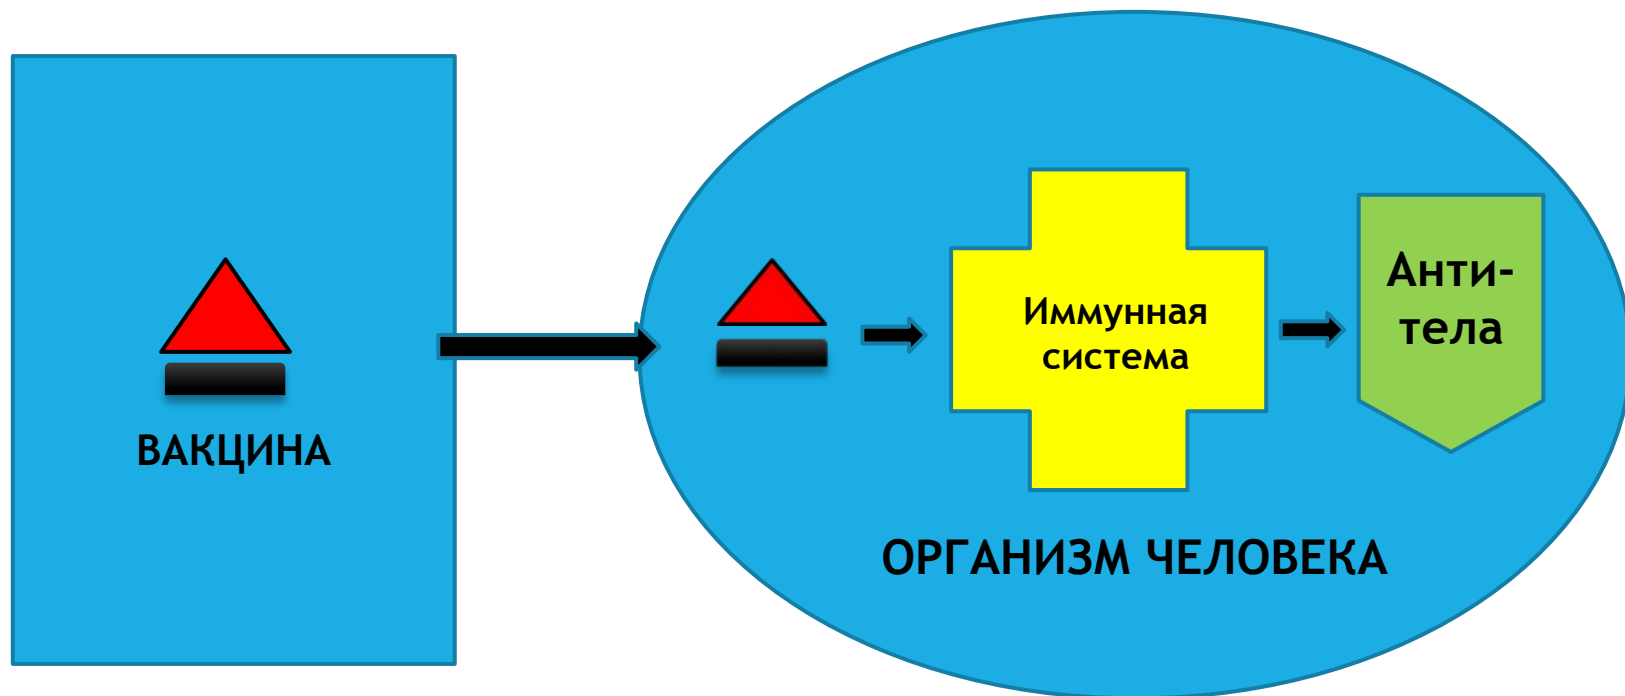 ВАКЦИНА
Иммунная
система
Анти-
тела
ОРГАНИЗМ ЧЕЛОВЕКА